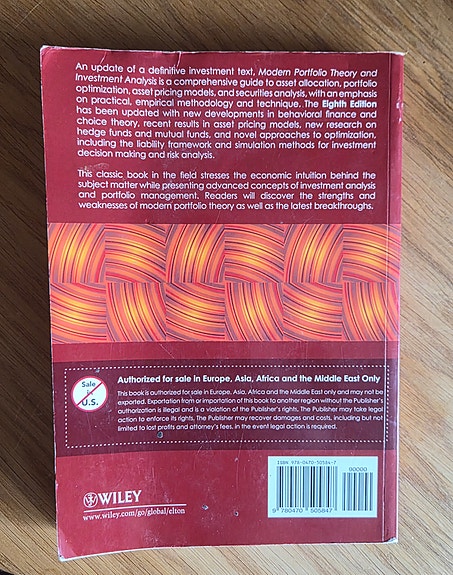 An update of a definitive investment text, Modern Portfolio Theory and
Investment Analysis is a comprehensive guide to asset allocation, portfolio
optimization, asset pricing models, and securities analysis, with an emphasis
on practical, empirical methodology and technique. The Eighth Edition
has been updated with new developments in behavioral finance and
choice theory, recent results in asset pricing models, new research on
hedge funds and mutual funds, and novel approaches to optimization,
including the liability framework and simulation methods for investment
decision making and risk analysis.
This classic book in the field stresses the economic intuition behind the
subject matter while presenting advanced concepts of investment analysis
and portfolio management. Readers will discover the strengths and
weaknesses of modern portfolio theory as well as the latest breakthroughs.
Sale
in
U.S.
Authorized for sale in Europe, Asia, Africa and the Middle East Only
This book is authorized for sale in Europe, Asia, Africa and the Middle East only and may not be
exported. Exportation from or importation of this book to another region without the Publisher's
authorization is illegal and is a violation of the Publisher's rights. The Publisher may take legal
action to enforce its rights. The Publisher may recover damages and costs, including but not
limited to lost profits and attorney's fees, in the event legal action is required.
ISBN 978-0470-50584-7
90000
9 780470 505847
WILEY
www.wiley.com/go/global/elton